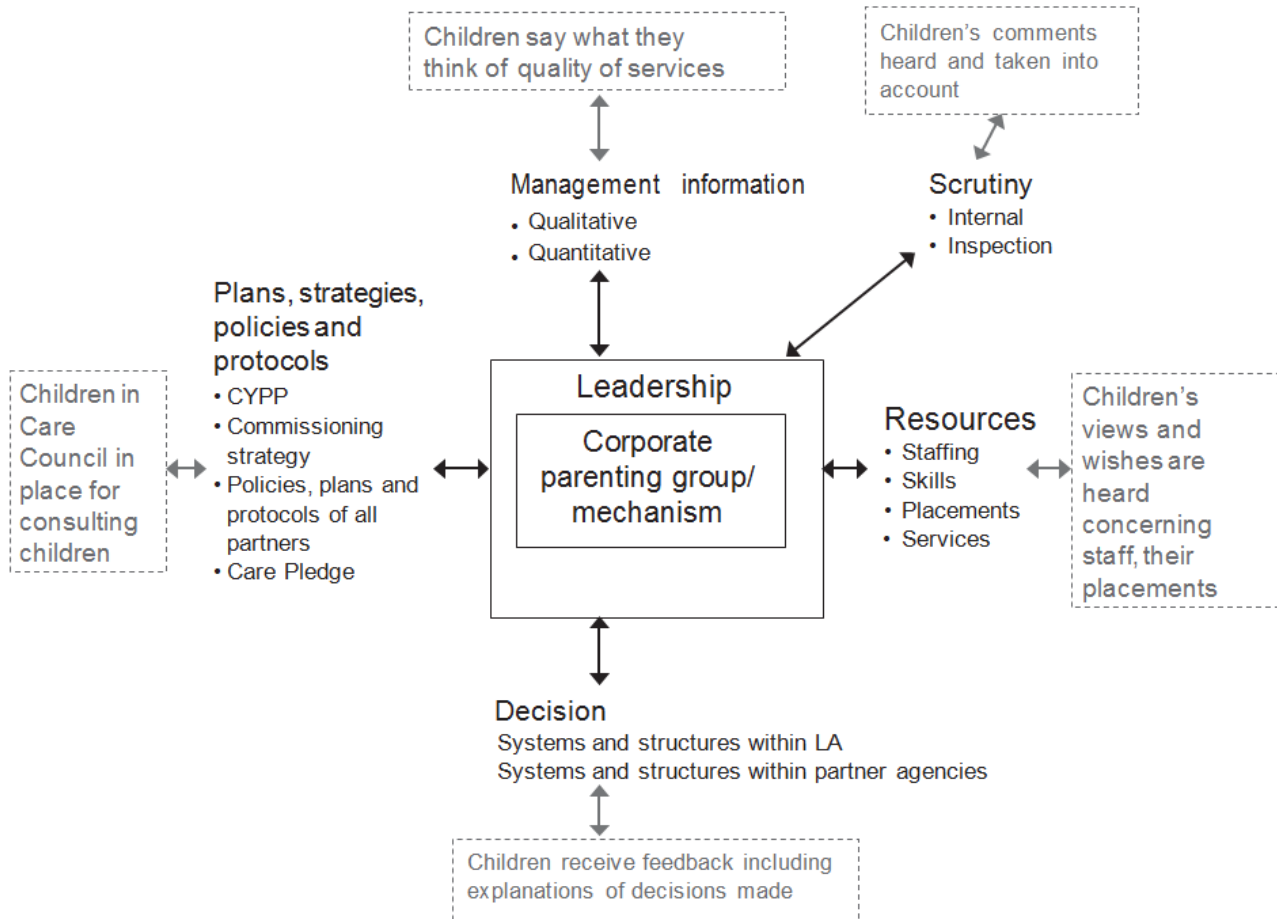 Children say what they
think of quality of services
Children's comments
heard and taken into
account
Management information
• Qualitative
• Quantitative
Scrutiny
• Internal
• Inspection
Plans, strategies,
policies and
protocols
• CYPP
• Commissioning
strategy
• Policies, plans and
protocols of all
partners
• Care Pledge
Children in
Care
Council in
place for
consulting
children
Leadership
Corporate
parenting group/
mechanism
Resources
• Staffing
• Skills
• Placements
• Services
Children's
views and
wishes are
heard
concerning
staff, their
placements
Decision
Systems and structures within LA
Systems and structures within partner agencies
Children receive feedback including
explanations of decisions made